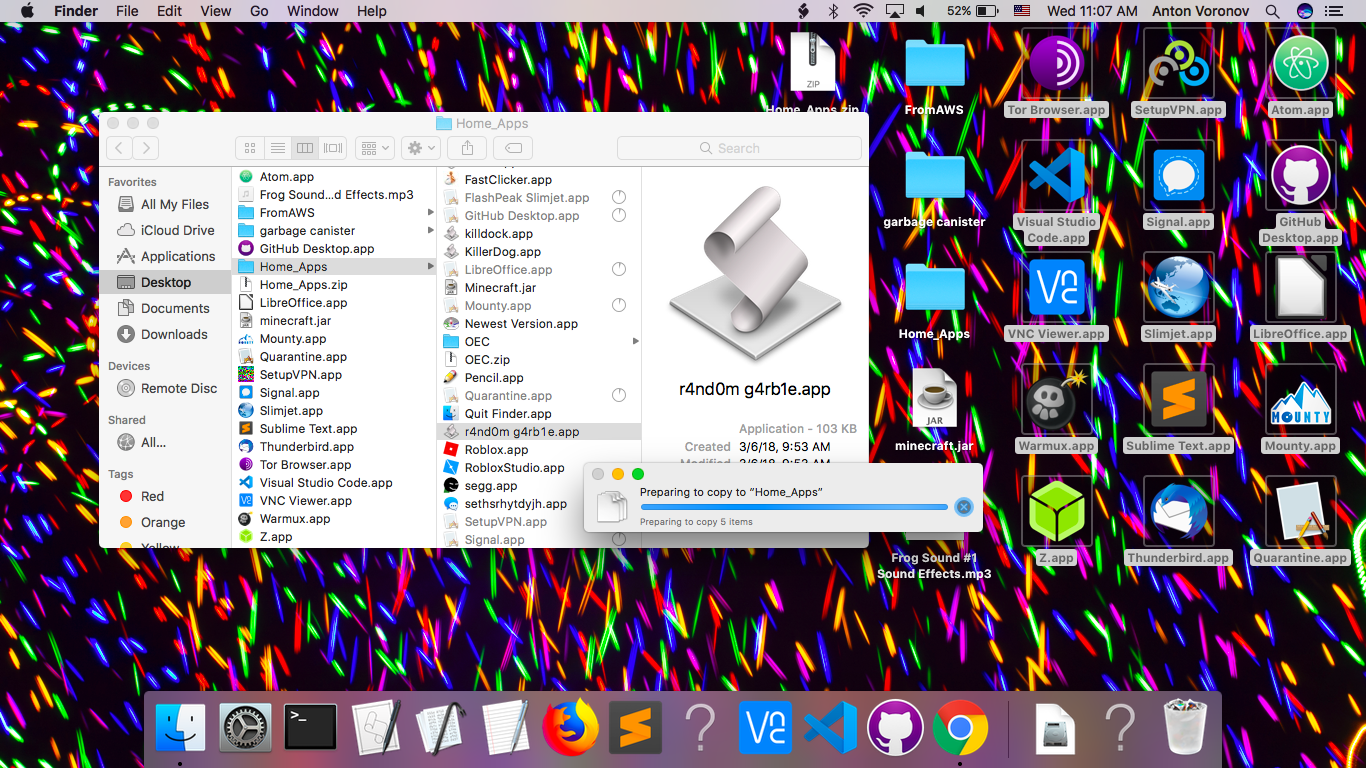 Finder File Edit View Go Window Help
52% Wed 11:07 AM Anton Voronov
ZIP
Home_Apps.zip
FromAWS
Tor Browser.app
SetupVPN.app
Atom.app
garbage canister
Visual Studio
Code.app
Signal.app
GitHub
Desktop.app
Home_Apps
VNC Viewer.app
Slimjet.app
LibreOffice.app
JAR
minecraft.jar
Warmux.app
Sublime Text.app
MOUNTY
Mounty.app
Frog Sound #1
Sound Effects.mp3
Z.app
Thunderbird.app
Quarantine.app
Home_Apps
Search
Favorites
All My Files
iCloud Drive
Applications
Desktop
Documents
Downloads
Devices
Remote Disc
Shared
All...
Tags
Red
Orange
Yellow
Atom.app
Frog Sound...d Effects.mp3
FromAWS
garbage canister
GitHub Desktop.app
Home_Apps
Home_Apps.zip
LibreOffice.app
minecraft.jar
Mounty.app
Quarantine.app
SetupVPN.app
Signal.app
Slimjet.app
Sublime Text.app
Thunderbird.app
Tor Browser.app
Visual Studio Code.app
VNC Viewer.app
Warmux.app
Z.app
FastClicker.app
FlashPeak Slimjet.app
GitHub Desktop.app
killdock.app
KillerDog.app
LibreOffice.app
Minecraft.jar
Mounty.app
Newest Version.app
OEC
OEC.zip
Pencil.app
Quarantine.app
Quit Finder.app
r4nd0m g4rb1e.app
Roblox.app
RobloxStudio.app
segg.app
sethsrhytdyjh.app
SetupVPN.app
Signal.app
r4nd0m g4rb1e.app
Application - 103 KB
Created 3/6/18, 9:53 AM
Modified 3/6/18, 9:53 AM
Preparing to copy to “Home_Apps”
Preparing to copy 5 items